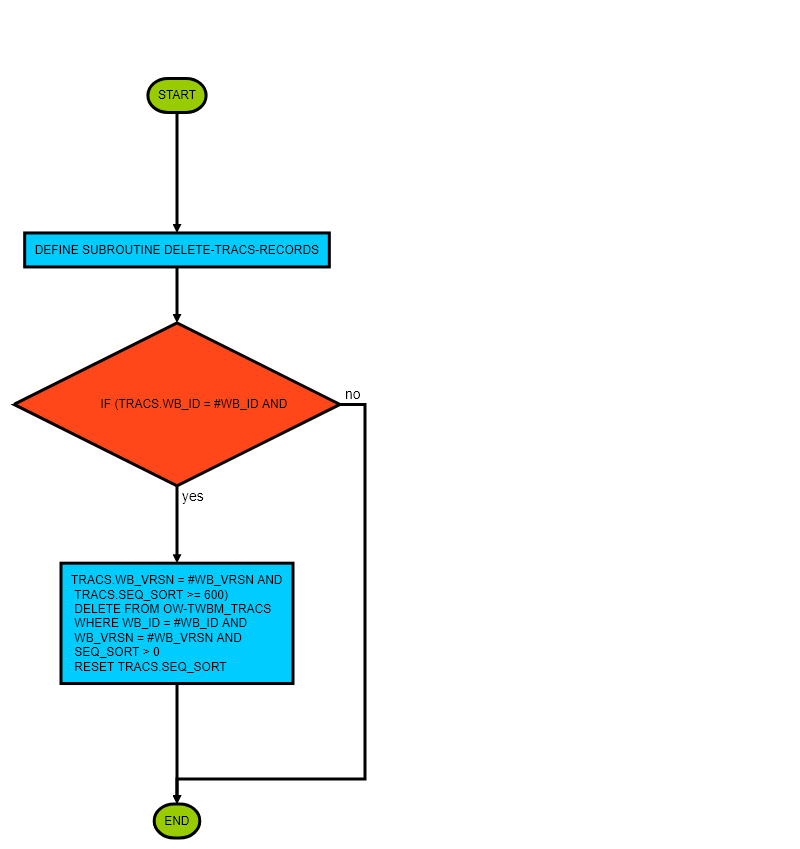 START
DEFINE SUBROUTINE DELETE-TRACS-RECORDS
IF (TRACS.WB_ID = #WB_ID AND
no
yes
TRACS.WB_VRSN = #WB_VRSN AND
TRACS.SEQ_SORT >= 600)
DELETE FROM OW-TWBM_TRACS
WHERE WB_ID = #WB_ID AND
WB_VRSN = #WB_VRSN AND
SEQ_SORT > 0
RESET TRACS.SEQ_SORT
END